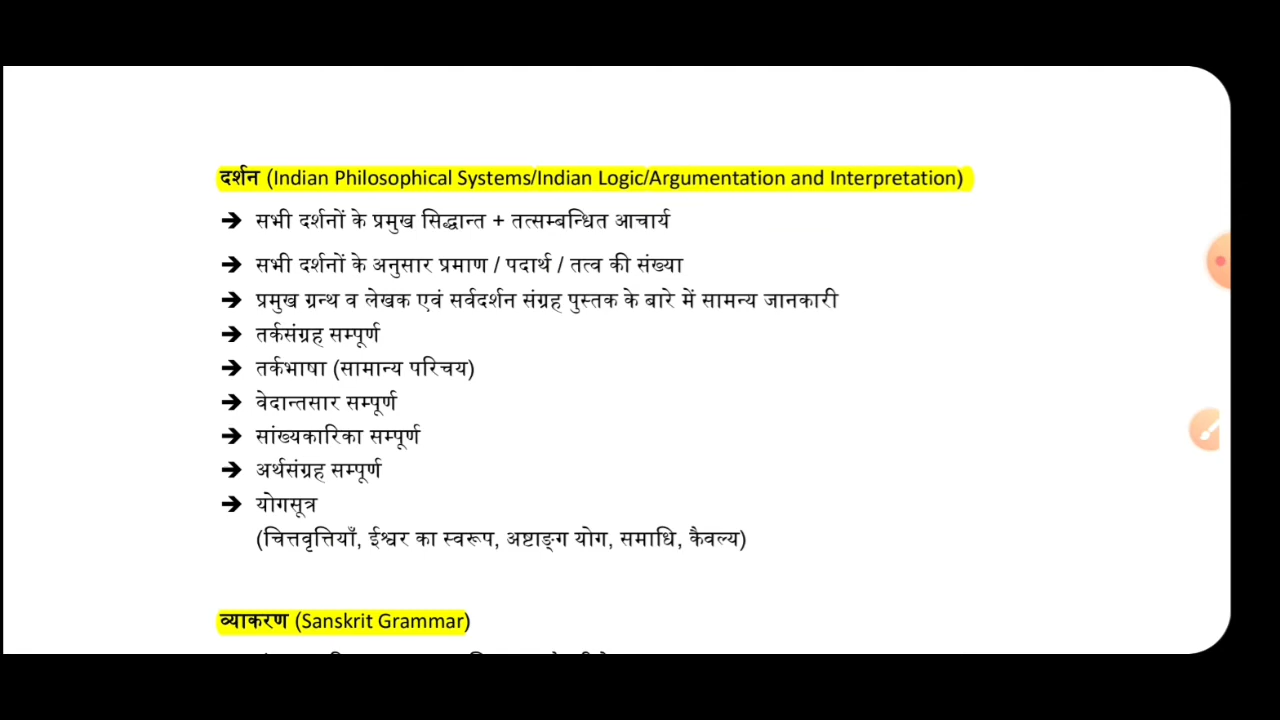 दर्शन (Indian Philosophical Systems/Indian Logic/Argumentation and Interpretation)
➔ सभी दर्शनों के प्रमुख सिद्धान्त + तत्सम्बन्धित आचार्य
➔ सभी दर्शनों के अनुसार प्रमाण / पदार्थ / तत्व की संख्या
➔ प्रमुख ग्रन्थ व लेखक एवं सर्वदर्शन संग्रह पुस्तक के बारे में सामन्य जानकारी
➔ तर्कसंग्रह सम्पूर्ण
➔ तर्कभाषा (सामान्य परिचय)
➔ वेदान्तसार सम्पूर्ण
➔ सांख्यकारिका सम्पूर्ण
➔ अर्थसंग्रह सम्पूर्ण
➔ योगसूत्र
(चित्तवृत्तियाँ, ईश्वर का स्वरूप, अष्टाङ्ग योग, समाधि, कैवल्य)
व्याकरण (Sanskrit Grammar)